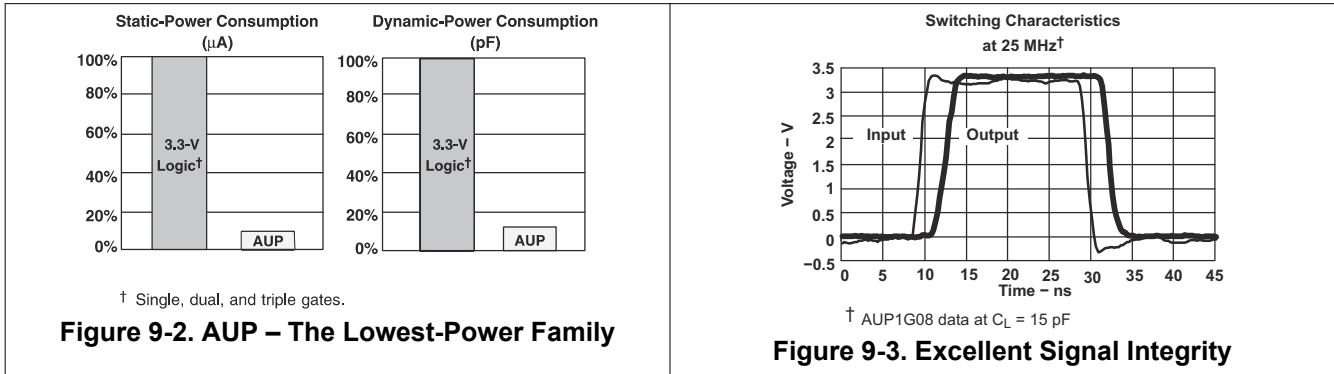 Static-Power Consumption
(µA)
100%
80%
60%
40%
20%
0%
3.3-V
Logic†
AUP
Dynamic-Power Consumption
(pF)
100%
80%
60%
40%
20%
0%
3.3-V
Logic†
AUP
† Single, dual, and triple gates.
Figure 9-2. AUP – The Lowest-Power Family
Switching Characteristics
at 25 MHz†
Voltage – V
3.5
3
2.5
2
1.5
1
0.5
0
−0.5
Input
Output
0 5 10 15 20 25 30 35 40 45
Time – ns
† AUP1G08 data at CL = 15 pF
Figure 9-3. Excellent Signal Integrity